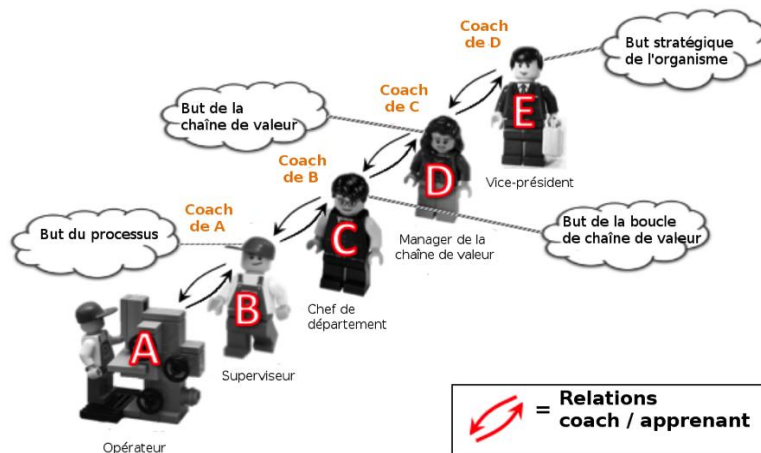 Coach
de D
But stratégique
de l'organisme
E
Vice-président
But de la
chaîne de valeur
Coach
de C
D
Manager de la
chaîne de valeur
Coach
de B
C
Chef de
département
But de la boucle
de chaîne de valeur
But du processus
Coach
de A
B
Superviseur
A
Opérateur
= Relations
coach / apprenant